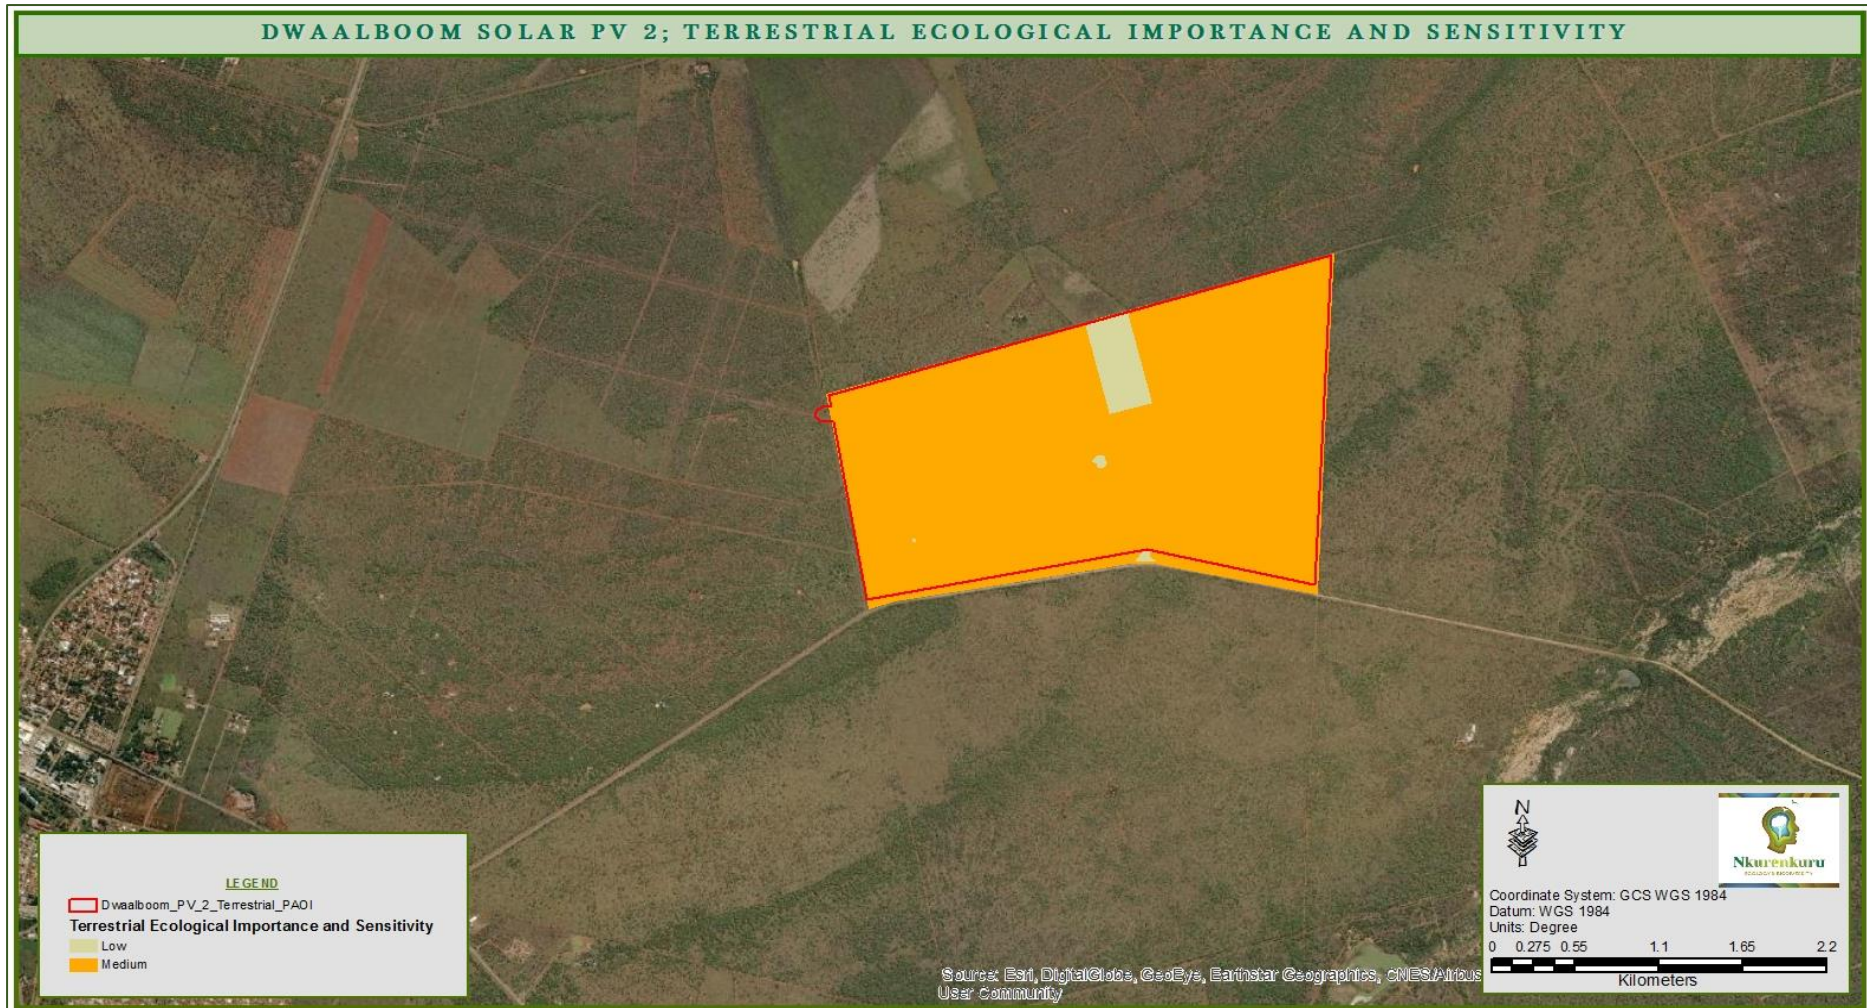 DWAALBOOM SOLAR PV 2; TERRESTRIAL ECOLOGICAL IMPORTANCE AND SENSITIVITY
LEGEND
Dwaalboom_PV_2_Terrestrial_PAOI
Terrestrial Ecological Importance and Sensitivity
Low
Medium
Source: Esri, DigitalGlobe, GeoEye, Earthstar Geographics, CNES/Airbus
User Community
N
Nkurenkuru
Coordinate System: GCS WGS 1984
Datum: WGS 1984
Units: Degree
0 0.275 0.55 1.1 1.65 2.2
Kilometers